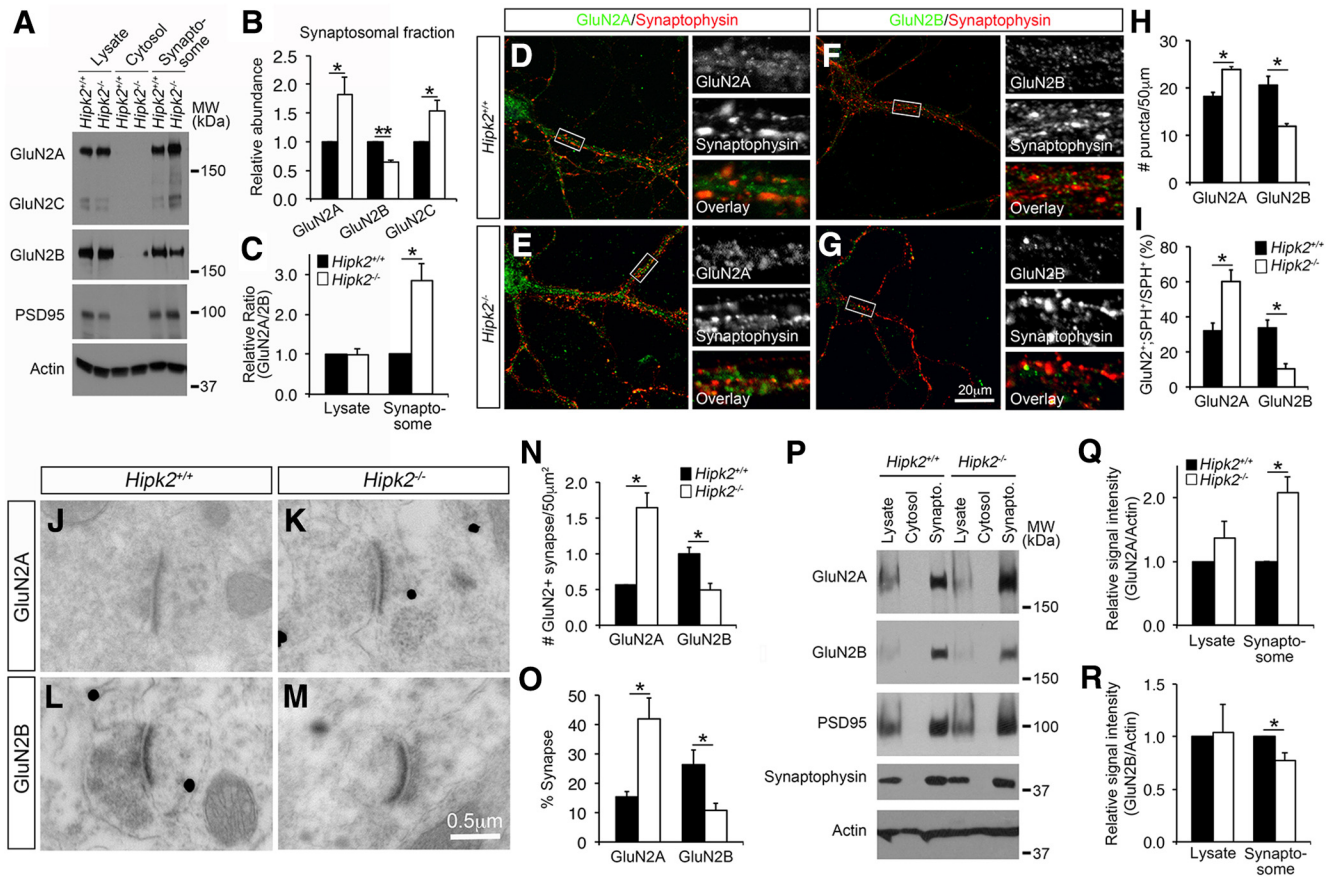 A
Lysate
Cytosol
Synapto-
some
Hipk2+/+
Hipk2-/-
Hipk2+/+
Hipk2-/-
Hipk2+/+
Hipk2-/-
MW
(kDa)
GluN2A
150
GluN2C
GluN2B
150
PSD95
100
Actin
37
B
Synaptosomal fraction
Relative abundance
2.5
2.0
1.5
1.0
0.5
0.0
*
**
*
GluN2A
GluN2B
GluN2C
C
Hipk2+/+
Hipk2-/-
*
Relative Ratio
(GluN2A/2B)
3.0
2.0
1.0
0.0
Lysate
Synapto-
some
GluN2A/Synaptophysin
GluN2B/Synaptophysin
Hipk2+/+
Hipk2-/-
D
GluN2A
Synaptophysin
Overlay
F
GluN2B
Synaptophysin
Overlay
E
GluN2A
Synaptophysin
Overlay
G
20μm
GluN2B
Synaptophysin
Overlay
H
# puncta/50μm
30
20
10
0
*
*
GluN2A
GluN2B
I
Hipk2+/+
Hipk2-/-
GluN2+;SPH+/SPH+ (%)
80
60
40
20
0
*
*
GluN2A
GluN2B
Hipk2+/+
Hipk2-/-
GluN2A
GluN2B
J
K
L
M
0.5μm
N
Hipk2+/+
Hipk2-/-
# GluN2+ synapse/50μm²
2.0
1.5
1.0
0.5
0.0
*
*
GluN2A
GluN2B
O
% Synapse
50
40
30
20
10
0
*
*
GluN2A
GluN2B
P
Hipk2+/+
Hipk2-/-
Lysate
Cytosol
Synapto.
Lysate
Cytosol
Synapto.
MW
(kDa)
GluN2A
150
GluN2B
150
PSD95
100
Synaptophysin
37
Actin
37
Q
Hipk2+/+
Hipk2-/-
*
Relative signal intensity
(GluN2A/Actin)
2.0
1.0
0.0
Lysate
Synapto-
some
R
Relative signal intensity
(GluN2B/Actin)
1.5
1.0
0.5
0.0
*
Lysate
Synapto-
some